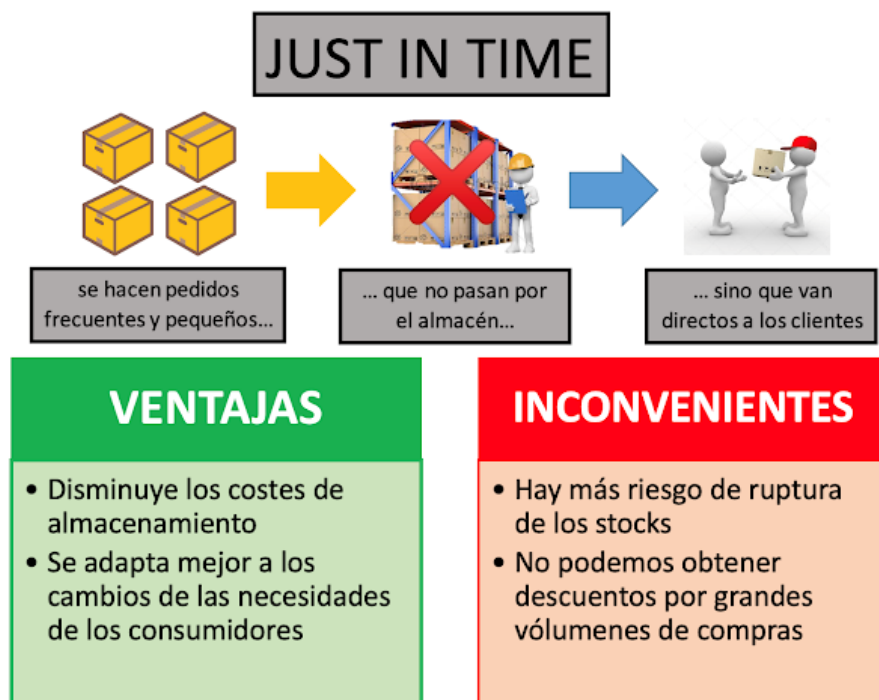 JUST IN TIME
se hacen pedidos
frecuentes y pequeños...
... que no pasan por
el almacén...
... sino que van
directos a los clientes
VENTAJAS
• Disminuye los costes de
almacenamiento
• Se adapta mejor a los
cambios de las necesidades
de los consumidores
INCONVENIENTES
• Hay más riesgo de ruptura
de los stocks
• No podemos obtener
descuentos por grandes
vólumenes de compras